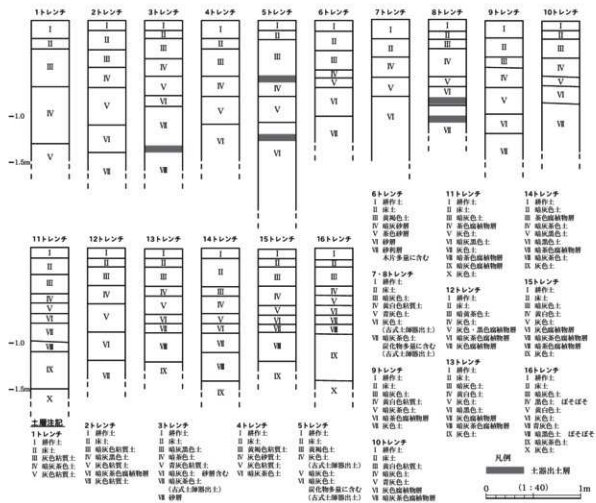 1トレンチ 2トレンチ 3トレンチ 4トレンチ 5トレンチ 6トレンチ 7トレンチ 8トレンチ 9トレンチ 10トレンチ
-1.0
-1.5m
11トレンチ 12トレンチ 13トレンチ 14トレンチ 15トレンチ 16トレンチ
-1.0
-1.5m
土層注記
1トレンチ
I 耕作土
II 床土
III 灰色粘質土
IV 暗灰茶色土
V 灰色粘質土
2トレンチ
I 耕作土
II 床土
III 暗灰色粘質土
IV 灰色粘質土
V 暗灰茶色土
VI 暗灰茶色腐植物層
VII 灰色粘質土
3トレンチ
I 耕作土
II 床土
III 暗灰黒色土
IV 暗茶色土
V 青灰色粘質土
VI 暗灰色土 砂層含む
VII 暗灰茶色土
(古式土師器出土)
VIII 砂層
4トレンチ
I 耕作土
II 床土
III 黄褐色粘質土
IV 灰色砂質土
V 暗灰茶色土
VI 灰色粘質土
5トレンチ
I 耕作土
II 床土
III 黄褐色土
IV 灰色土
(古式土師器出土)
V 暗灰色土
炭化物多量に含む
(古式土師器出土)
VI 灰色粘質土
6トレンチ
I 耕作土
II 床土
III 黄褐色土
IV 暗灰砂層
V 茶色砂質土
VI 砂層
VII 砂利層
木片多量に含む
7・8トレンチ
I 耕作土
II 床土
III 暗灰色土
IV 黄白色粘質土
V 青灰色土
VI 灰色土
(古式土師器出土)
VII 暗灰茶色土
炭化物多量に含む
(古式土師器出土)
9トレンチ
I 耕作土
II 床土
III 暗灰色土
IV 黄白色粘質土
V 灰色土
VI 暗灰茶色土
VII 暗茶色腐植物層
10トレンチ
I 耕作土
II 床土
III 黄白色粘質土
IV 暗灰色土
V 暗灰茶色土
VI 暗茶色腐植物層
VII 灰色粘質土
11トレンチ
I 耕作土
II 床土
III 暗灰色土
IV 茶色腐植物層
V 灰色土
VI 暗灰黒色土
VII 灰色土
VIII 暗茶色腐植物層
IX 暗灰色腐植物層
X 灰色土
12トレンチ
I 耕作土
II 床土
III 暗黄茶色土
IV 灰色土
V 灰色・黒色腐植物層
VI 暗茶色腐植物層
VII 灰色腐植物層
13トレンチ
I 耕作土
II 床土
III 暗灰色土
IV 黄白色土
V 灰色土
VI 暗黒色土
VII 灰色腐植物層
VIII 暗灰茶色土
IX 灰色土
14トレンチ
I 耕作土
II 床土
III 暗灰色土
IV 茶色腐植物層
V 暗灰茶色土
VI 暗黒色土
VII 暗茶色腐植物層
VIII 暗灰茶色土
IX 灰色土
15トレンチ
I 耕作土
II 床土
III 暗灰色土
IV 黄白色土
V 灰色土
VI 灰色腐植物層
VII 暗茶色腐植物層
VIII 暗茶色腐植物層
IX 灰色土
16トレンチ
I 耕作土
II 床土
III 暗灰色土
IV 黒色土 ぼそぼそ
V 黄白色土
VI 灰色土
VII 青灰色土
VIII 暗黒色土 ぼそぼそ
IX 暗灰茶色土
X 灰色土
凡例
土器出土層
0 (1:40) 1m